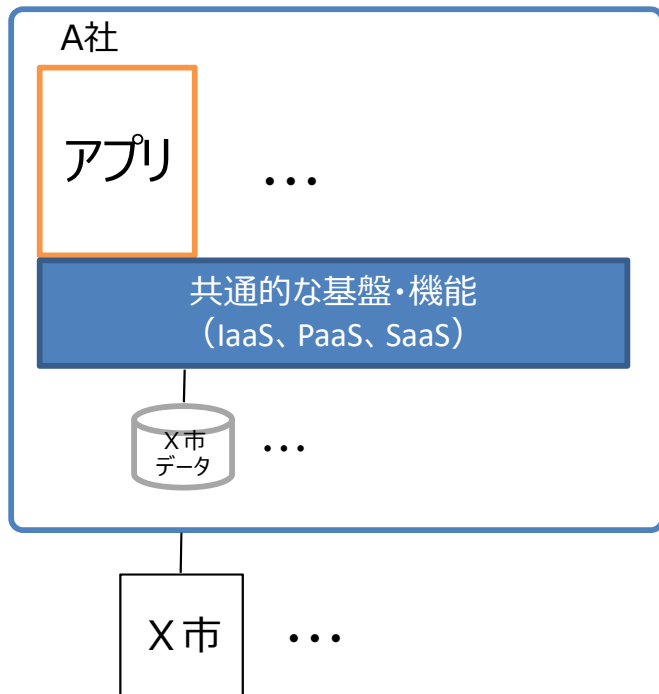 A社
アプリ
…
共通的な基盤・機能
（IaaS、PaaS、SaaS）
X市
データ
…
X市
…